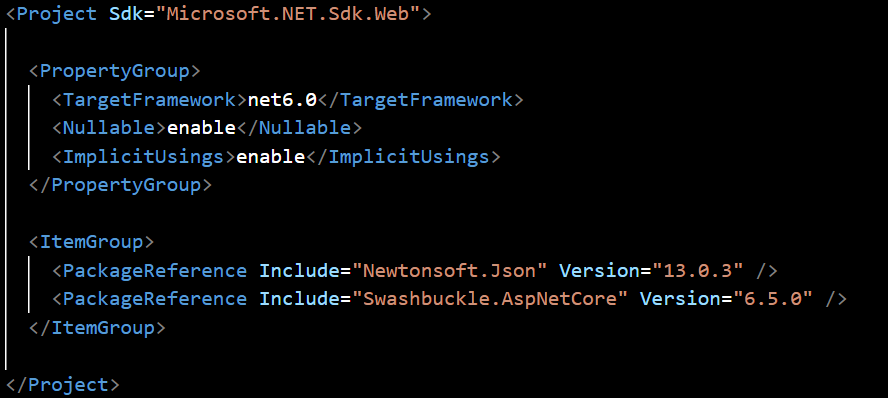 <Project Sdk="Microsoft.NET.Sdk.Web">
<PropertyGroup>
<TargetFramework>net6.0</TargetFramework>
<Nullable>enable</Nullable>
<ImplicitUsings>enable</ImplicitUsings>
</PropertyGroup>
<ItemGroup>
<PackageReference Include="Newtonsoft.Json" Version="13.0.3" />
<PackageReference Include="Swashbuckle.AspNetCore" Version="6.5.0" />
</ItemGroup>
</Project>